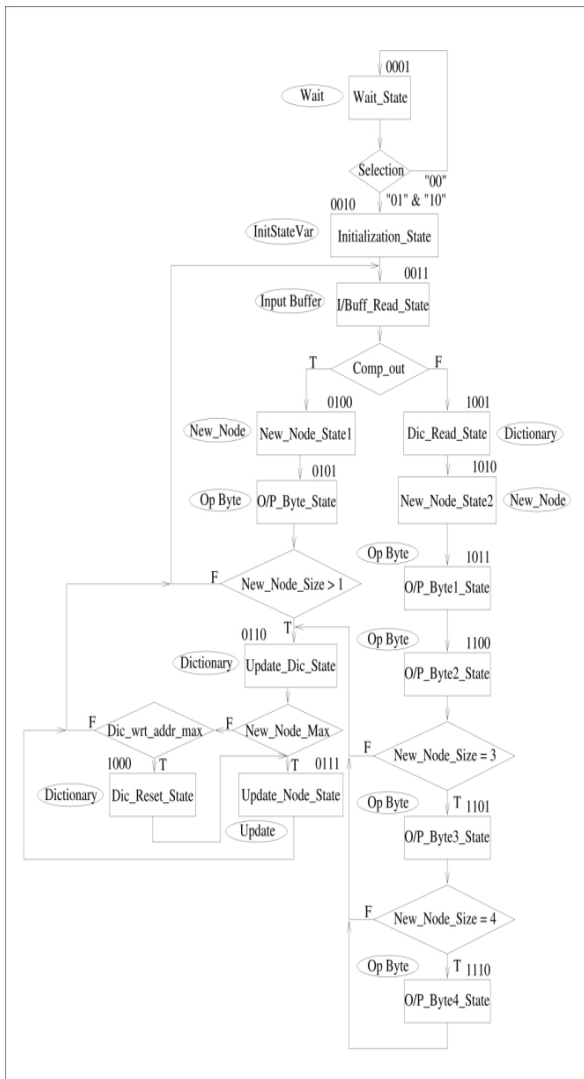 0001
Wait
Wait_State
Selection
"00"
"01" & "10"
0010
InitStateVar
Initialization_State
0011
Input Buffer
I/Buff_Read_State
T
Comp_out
F
0100
1001
New_Node
New_Node_State1
Dic_Read_State
Dictionary
0101
1010
Op Byte
O/P_Byte_State
New_Node_State2
New_Node
Op Byte
1011
F
New_Node_Size > 1
O/P_Byte1_State
T
0110
Op Byte
1100
Dictionary
Update_Dic_State
O/P_Byte2_State
F
Dic_wrt_addr_max
F
New_Node_Max
1000
T
T
0111
F
New_Node_Size = 3
Dictionary
Dic_Reset_State
Update_Node_State
Op Byte
T
1101
Update
O/P_Byte3_State
F
New_Node_Size = 4
Op Byte
T
1110
O/P_Byte4_State